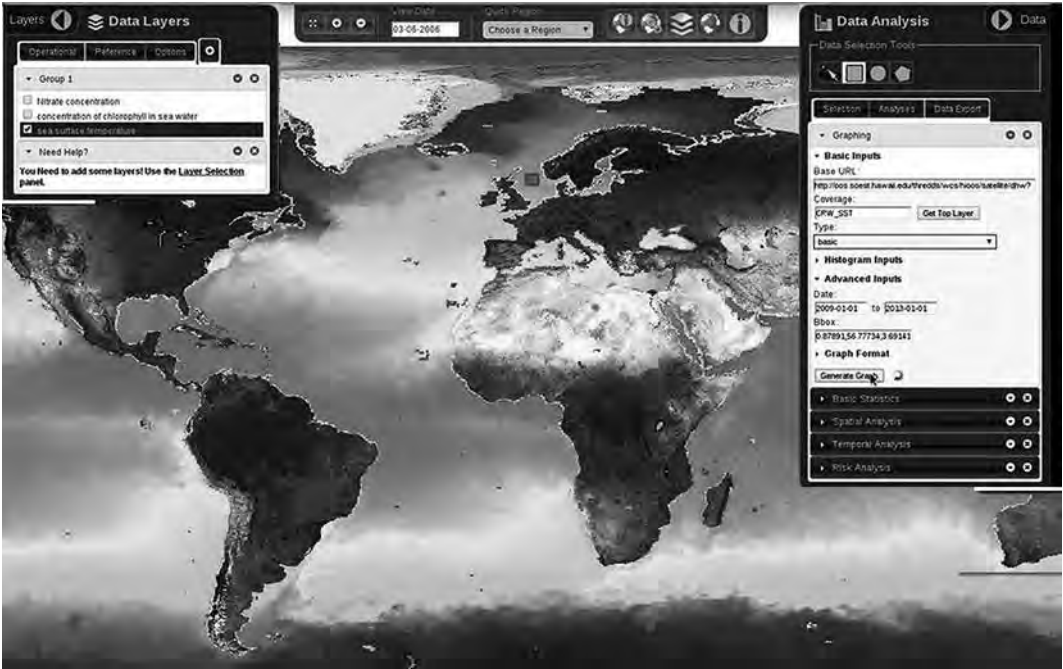 Layers Data Layers
Operational Reference Options
Group 1
Nitrate concentration
concentration of chlorophyll in sea water
sea surface temperature
Need Help?
You Need to add some layers! Use the Layer Selection
panel.
View Date Quick Region
03-06-2006 Choose a Region
Data Analysis Data
Data Selection Tools
Selection Analyses Data Export
Graphing
Basic Inputs
Base URL:
http://oos.soest.hawaii.edu/thredds/wcs/hioos/satellite/dhw?
Coverage:
CRW_SST Get Top Layer
Type:
basic
Histogram Inputs
Advanced Inputs
Date:
2009-01-01 to 2013-01-01
Bbox:
0.87891,56.77734,3.69141
Graph Format
Generate Graph
Basic Statistics
Spatial Analysis
Temporal Analysis
Risk Analysis